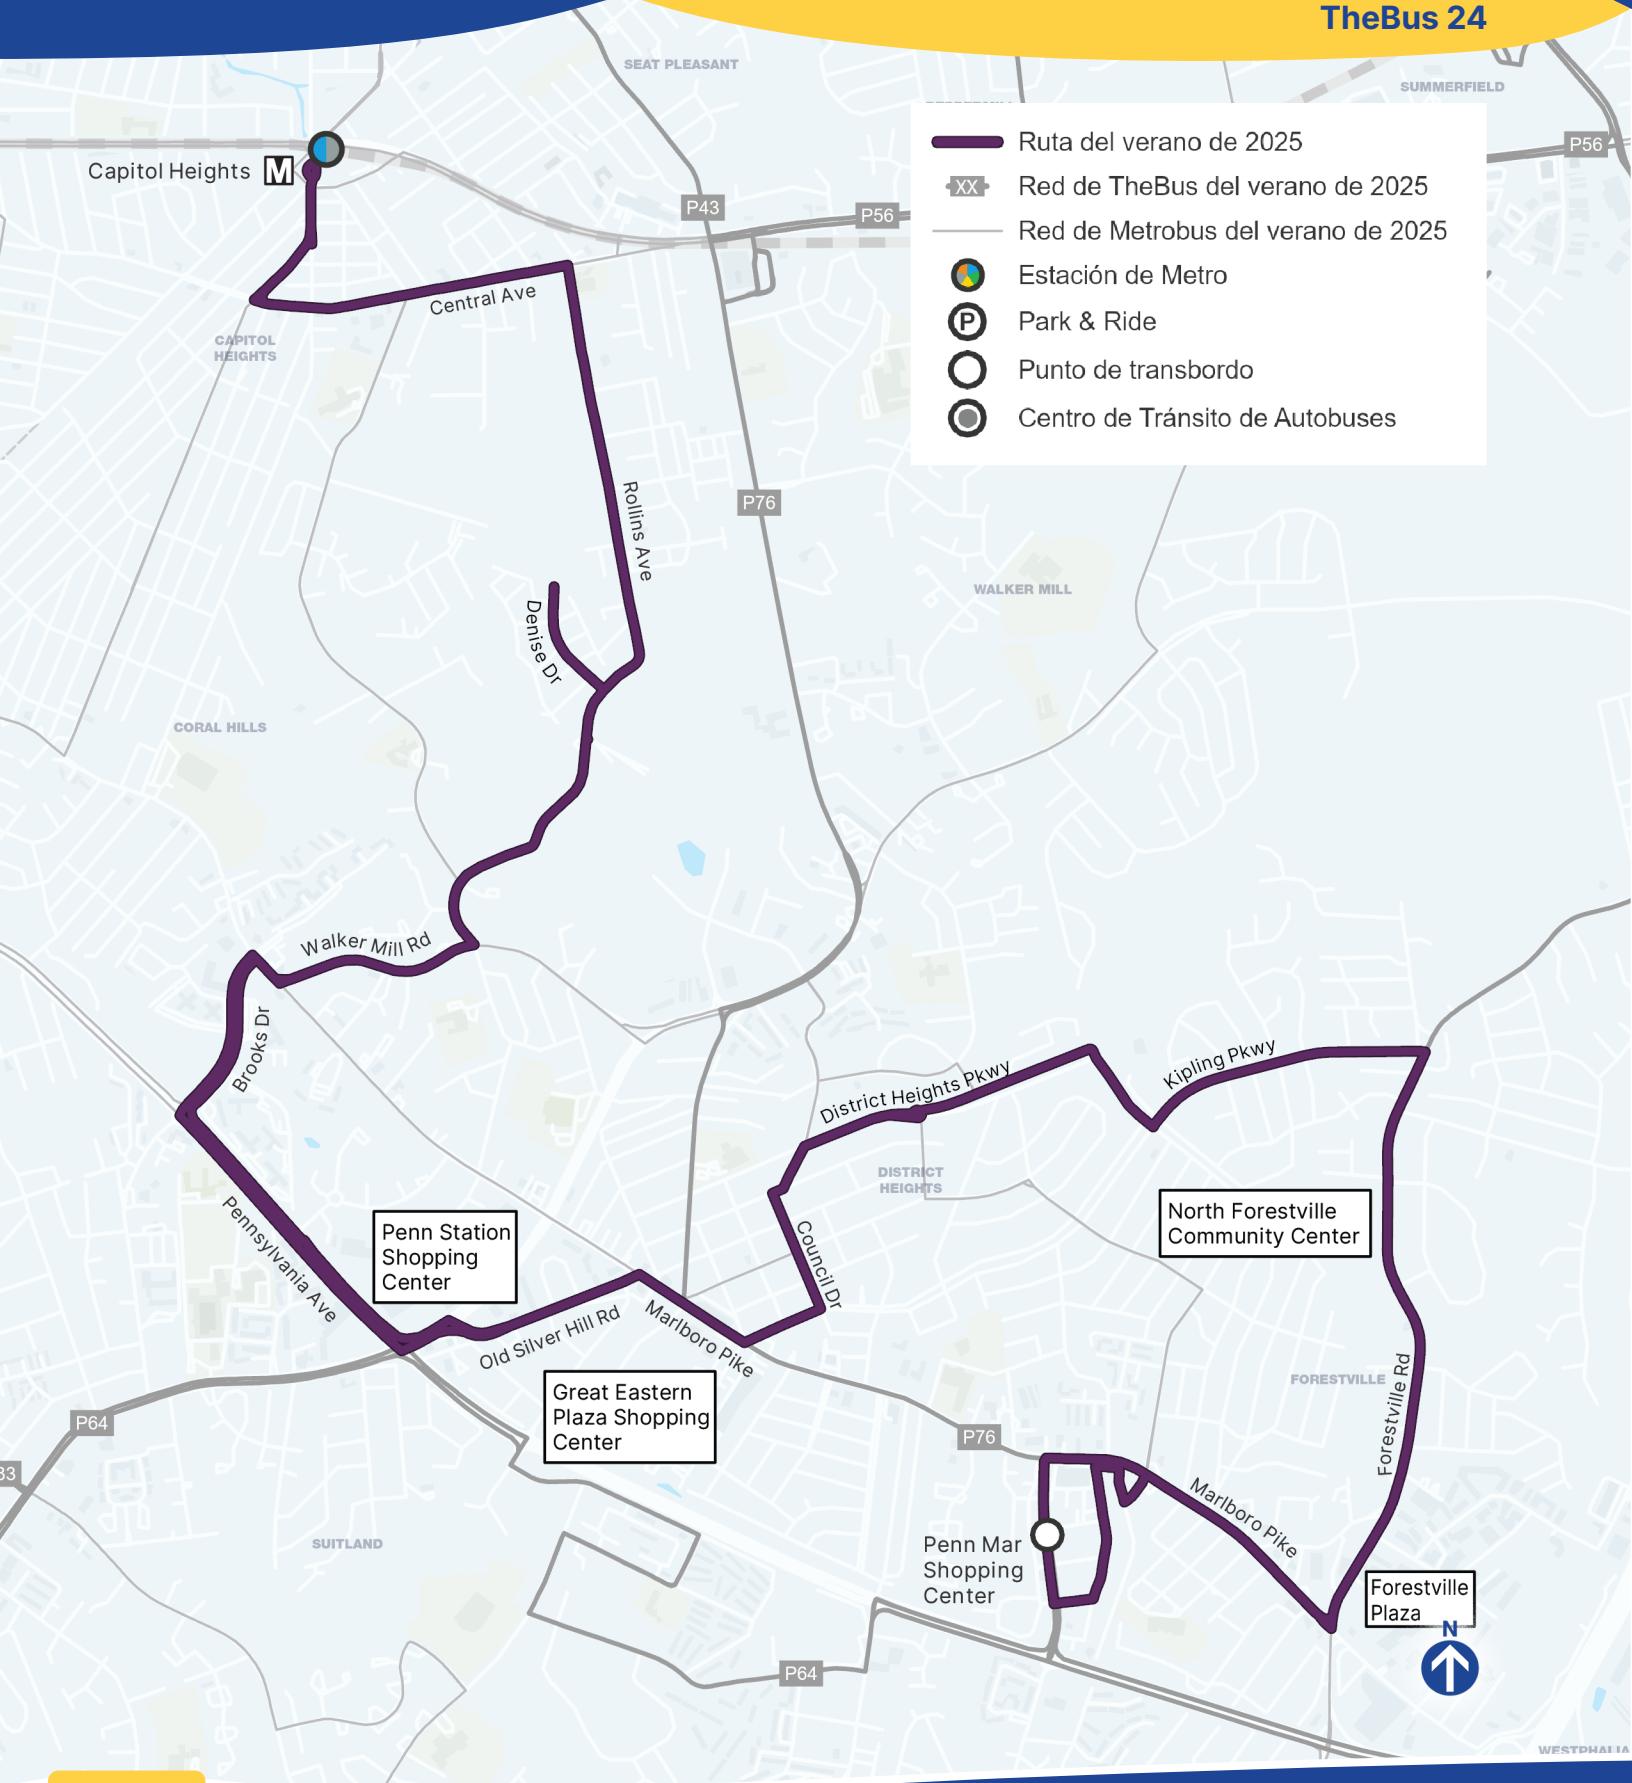 TheBus 24
SEAT PLEASANT
SUMMERFIELD
Ruta del verano de 2025
XX
Red de TheBus del verano de 2025
Red de Metrobus del verano de 2025
Estación de Metro
P
Park & Ride
Punto de transbordo
Centro de Tránsito de Autobuses
P56
Capitol Heights
M
P43
P56
Central Ave
CAPITOL
HEIGHTS
Rollins Ave
P76
WALKER MILL
Denise Dr
CORAL HILLS
Walker Mill Rd
Brooks Dr
District Heights Pkwy
Kipling Pkwy
DISTRICT
HEIGHTS
North Forestville
Community Center
Pennsylvania Ave
Penn Station
Shopping
Center
Council Dr
Old Silver Hill Rd
Marlboro Pike
Great Eastern
Plaza Shopping
Center
FORESTVILLE
Forestville Rd
P64
P76
33
Marlboro Pike
SUITLAND
Penn Mar
Shopping
Center
Forestville
Plaza
N
P64
WESTPHALIA